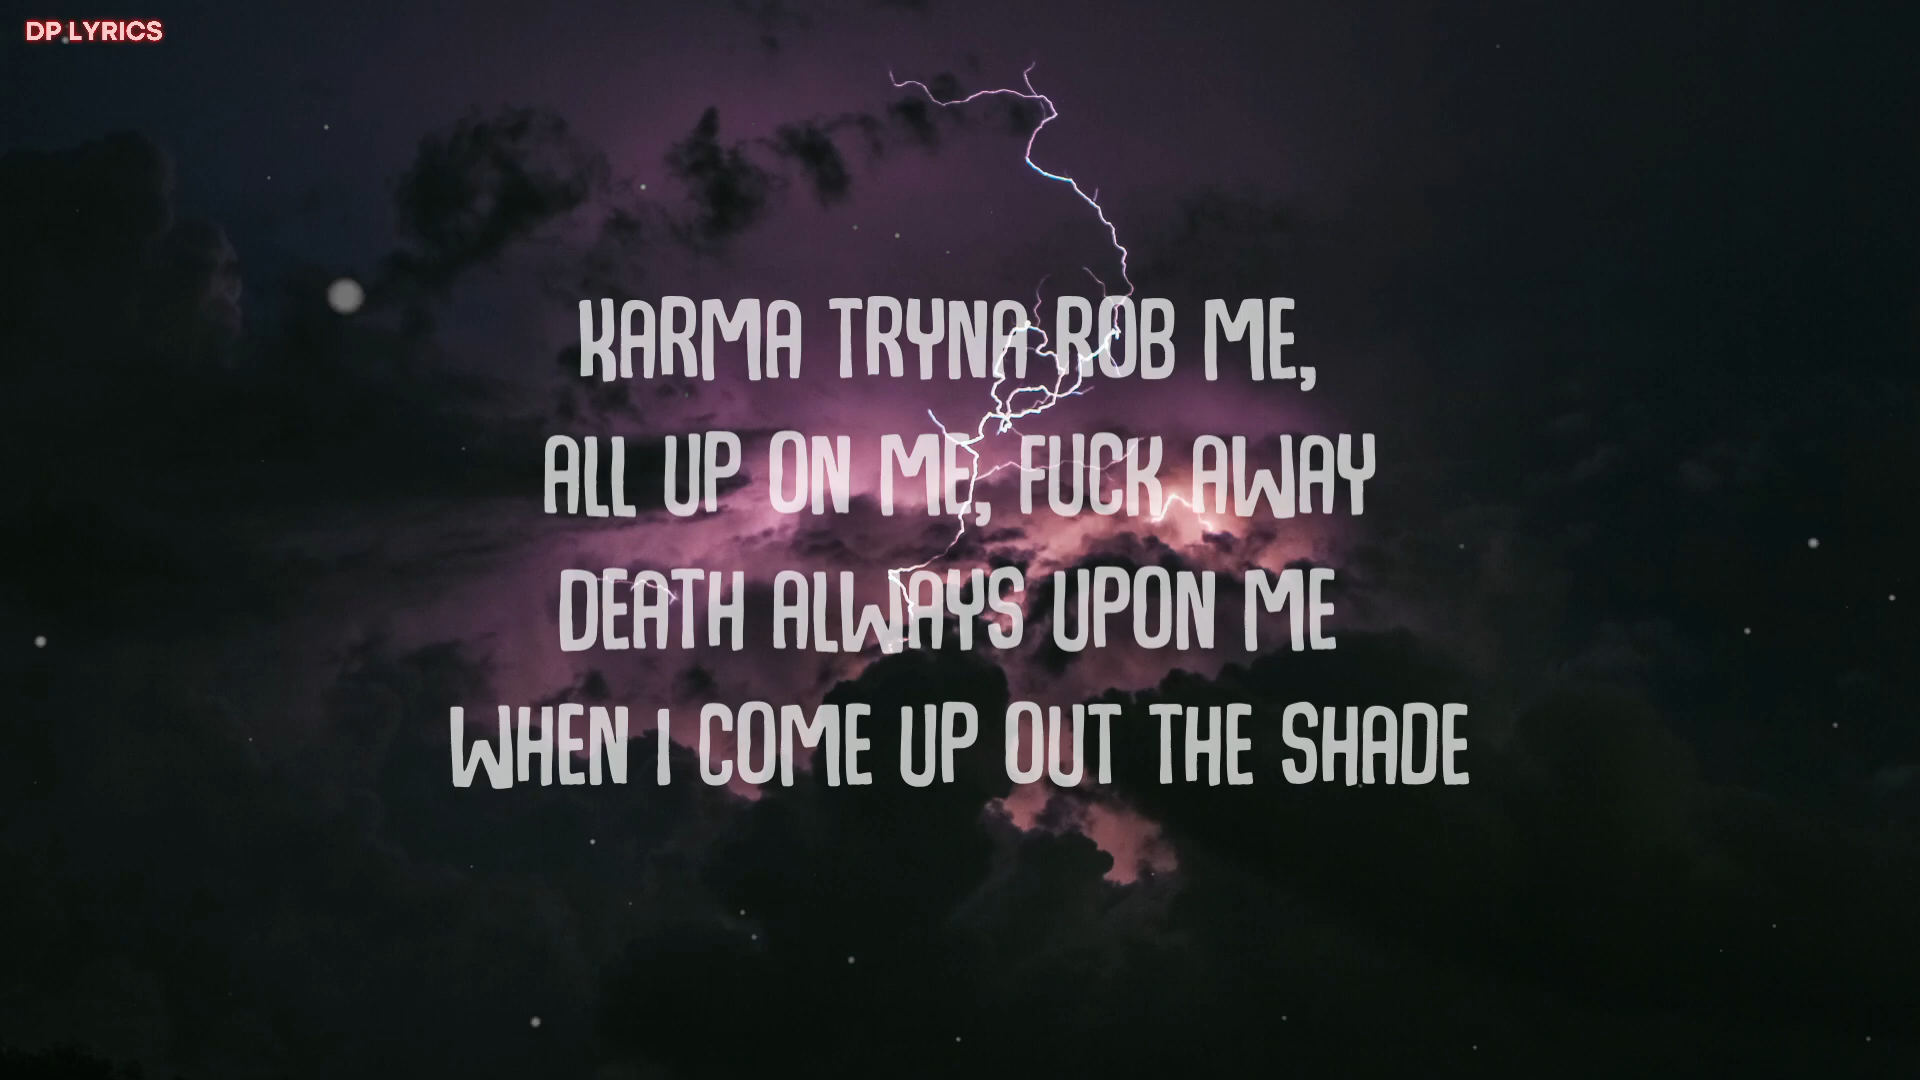 DP LYRICS
KARMA TRYNA ROB ME,
ALL UP ON ME, FUCK AWAY
DEATH ALWAYS UPON ME
WHEN I COME UP OUT THE SHADE